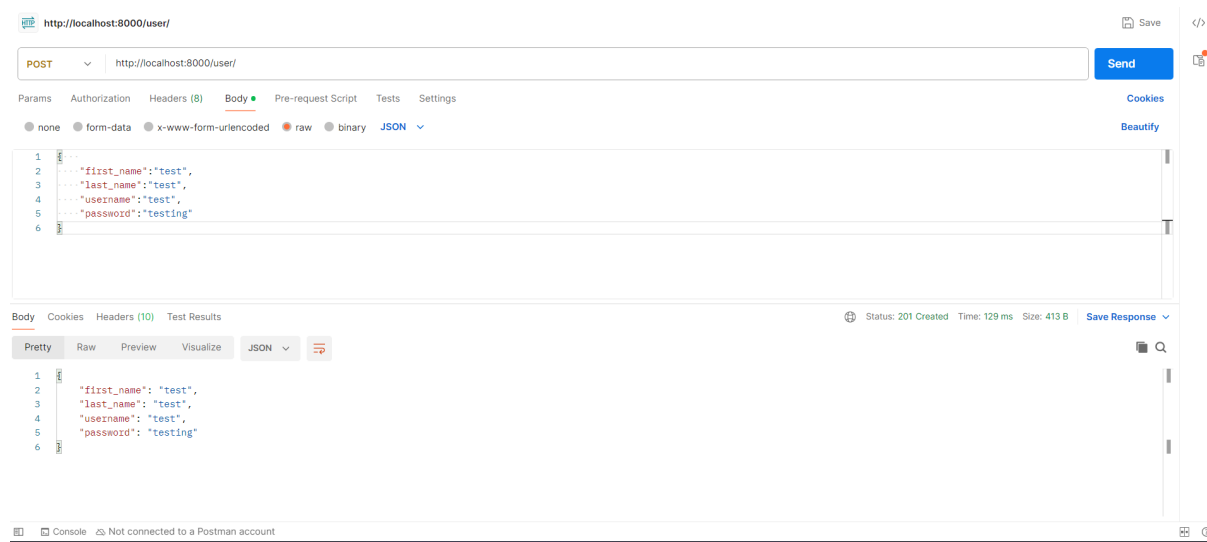 HTTP http://localhost:8000/user/ Save </>
POST http://localhost:8000/user/ Send
Params Authorization Headers (8) Body Pre-request Script Tests Settings Cookies
none form-data x-www-form-urlencoded raw binary JSON Beautify
1 {
2 "first_name":"test",
3 "last_name":"test",
4 "username":"test",
5 "password":"testing"
6 }
Body Cookies Headers (10) Test Results Status: 201 Created Time: 129 ms Size: 413 B Save Response
Pretty Raw Preview Visualize JSON
1 {
2 "first_name": "test",
3 "last_name": "test",
4 "username": "test",
5 "password": "testing"
6 }
Console Not connected to a Postman account